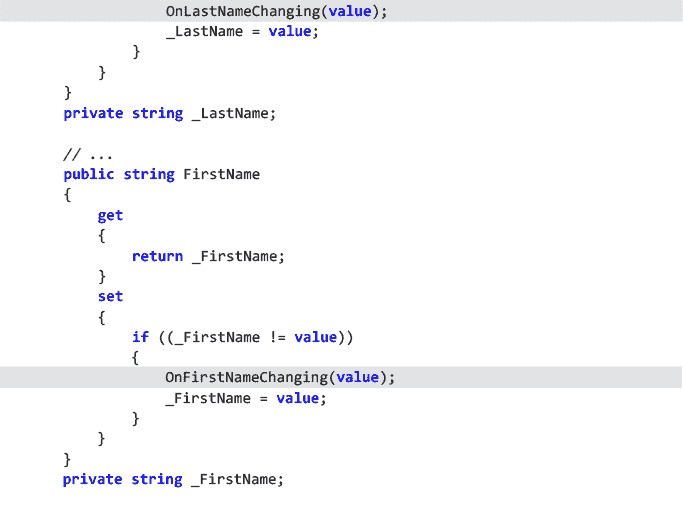 OnLastNameChanging(value);
_LastName = value;
}
}
}
private string _LastName;
// ...
public string FirstName
{
get
{
return _FirstName;
}
set
{
if ((_FirstName != value))
{
OnFirstNameChanging(value);
_FirstName = value;
}
}
}
private string _FirstName;